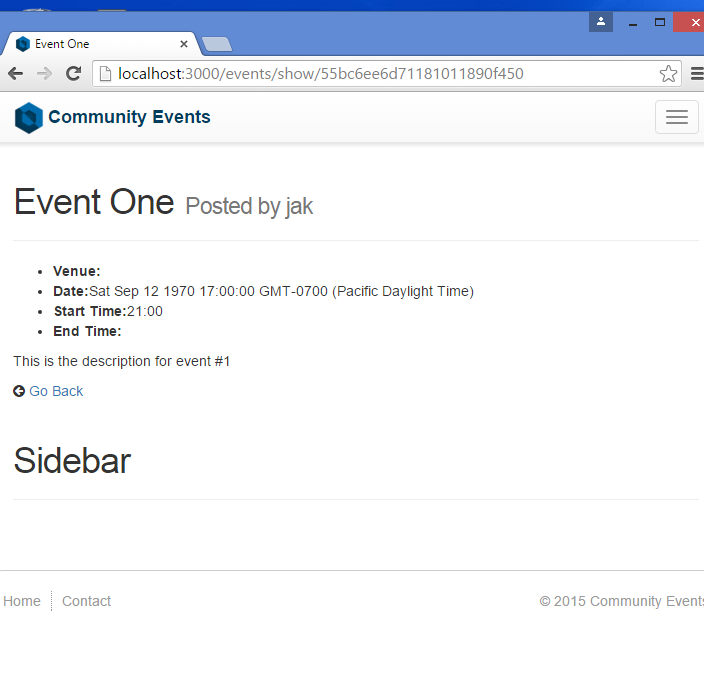 Event One
localhost:3000/events/show/55bc6ee6d71181011890f450
Community Events
Event One Posted by jak
Venue:
Date:Sat Sep 12 1970 17:00:00 GMT-0700 (Pacific Daylight Time)
Start Time:21:00
End Time:
This is the description for event #1
Go Back
Sidebar
Home Contact © 2015 Community Events